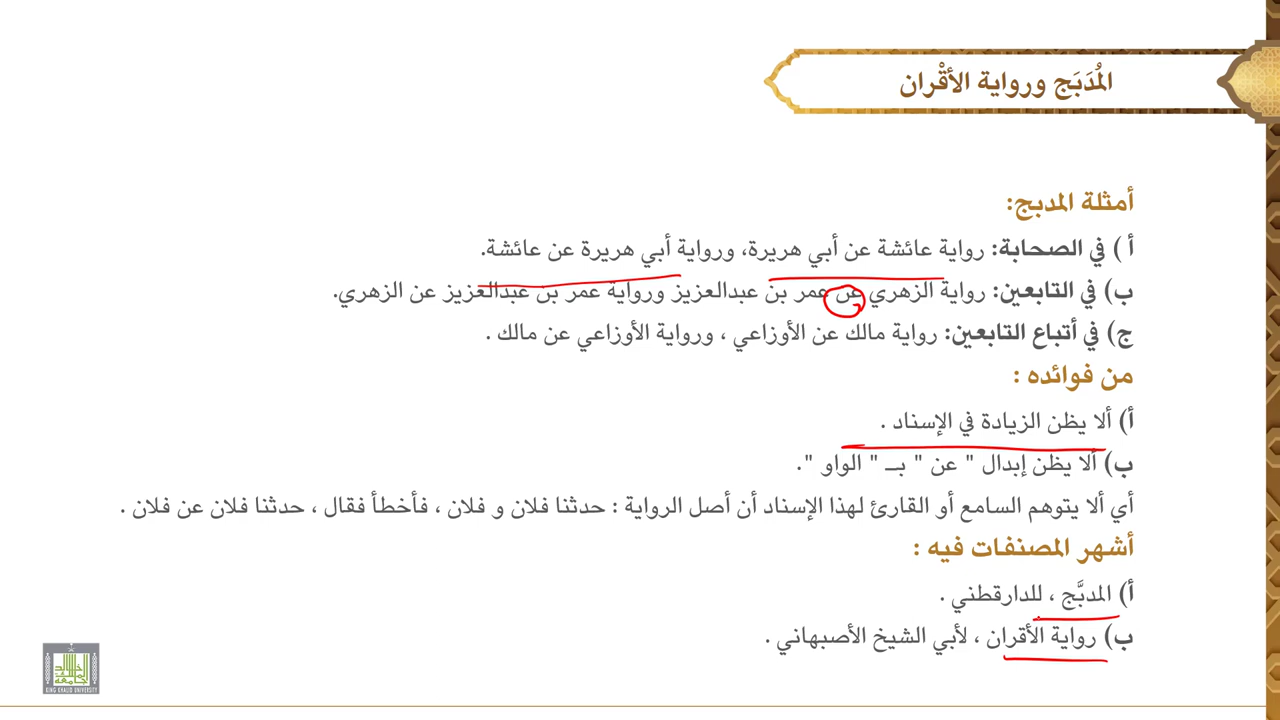 المُدَبَج ورواية الأقْران
أمثلة المدبج:
أ ) في الصحابة: رواية عائشة عن أبي هريرة، ورواية أبي هريرة عن عائشة.
ب) في التابعين: رواية الزهري عن عمر بن عبدالعزيز ورواية عمر بن عبدالعزيز عن الزهري.
ج) في أتباع التابعين: رواية مالك عن الأوزاعي ، ورواية الأوزاعي عن مالك .
من فوائده :
أ) ألا يظن الزيادة في الإسناد .
ب) ألا يظن إبدال " عن " بـــ " الواو ".
أي ألا يتوهم السامع أو القارئ لهذا الإسناد أن أصل الرواية : حدثنا فلان و فلان ، فأخطأ فقال ، حدثنا فلان عن فلان .
أشهر المصنفات فيه :
أ) المدبَّج ، للدارقطني .
ب) رواية الأقران ، لأبي الشيخ الأصبهاني .
KING KHALID UNIVERSITY